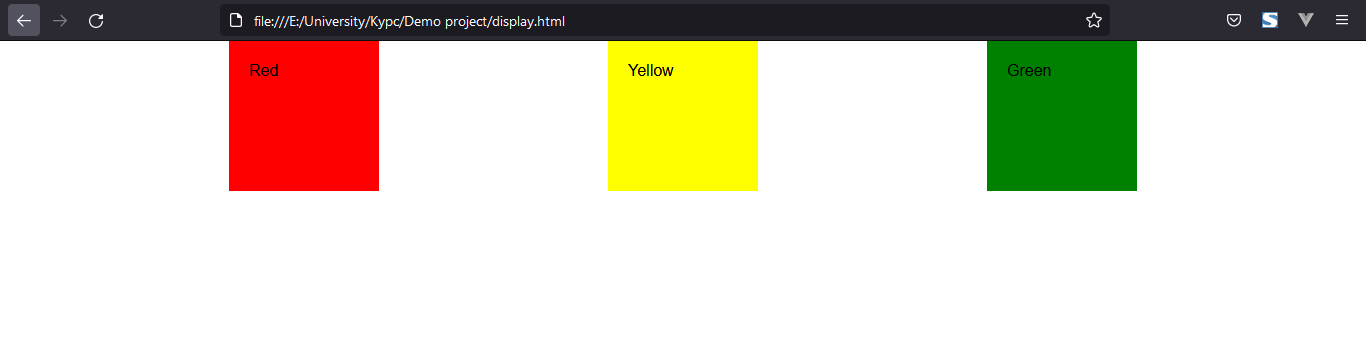 file:///E:/University/Курс/Demo project/display.html
Red
Yellow
Green